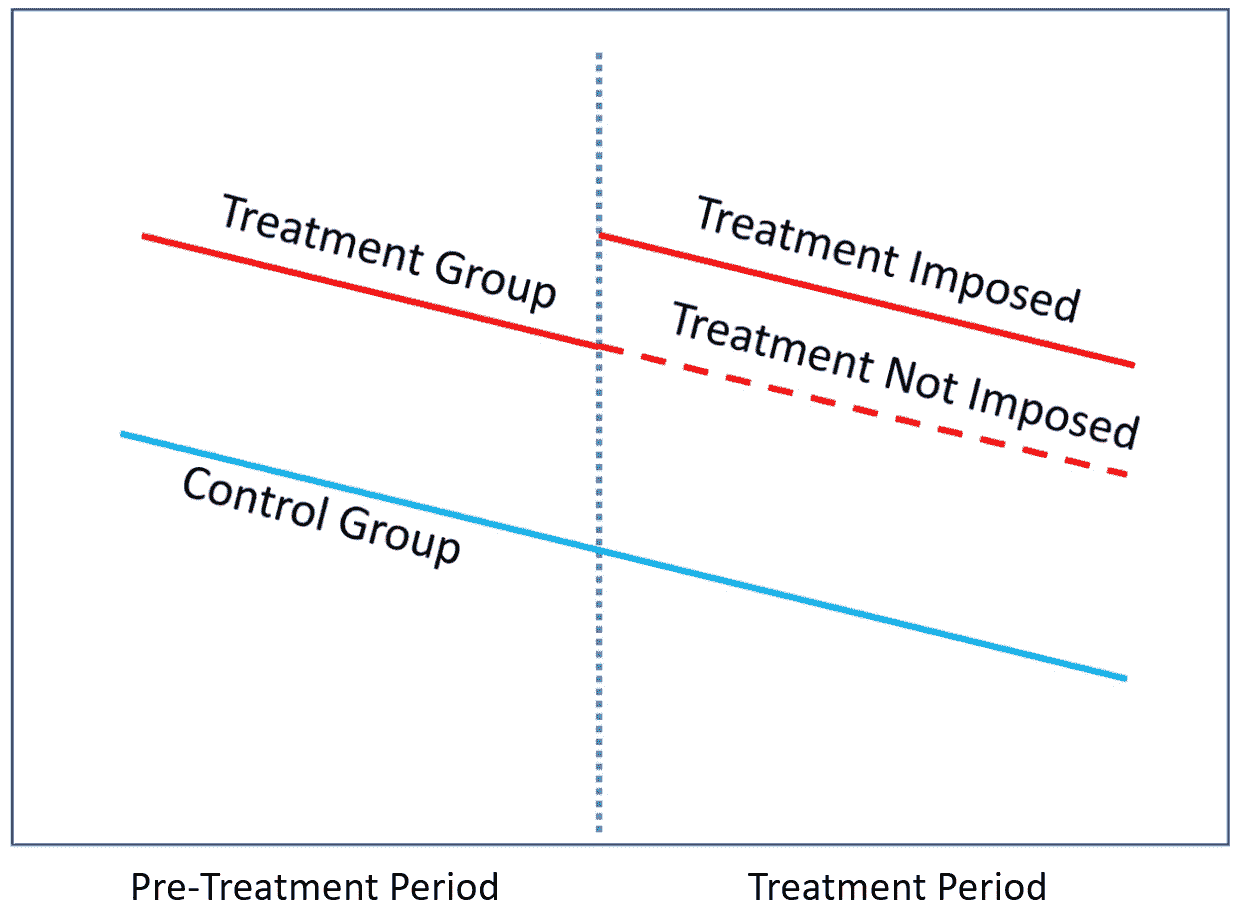 Treatment Group
Treatment Imposed
Treatment Not Imposed
Control Group
Pre-Treatment Period
Treatment Period